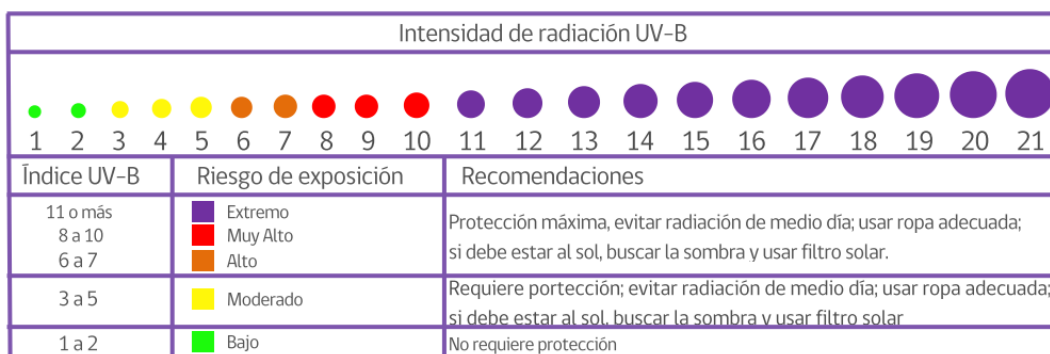 Intensidad de radiación UV-B
1 2 3 4 5 6 7 8 9 10 11 12 13 14 15 16 17 18 19 20 21
Índice UV-B Riesgo de exposición Recomendaciones
11 o más Extremo
8 a 10 Muy Alto
6 a 7 Alto
Protección máxima, evitar radiación de medio día; usar ropa adecuada;
si debe estar al sol, buscar la sombra y usar filtro solar.
3 a 5 Moderado
Requiere portección; evitar radiación de medio día; usar ropa adecuada;
si debe estar al sol, buscar la sombra y usar filtro solar
1 a 2 Bajo No requiere protección